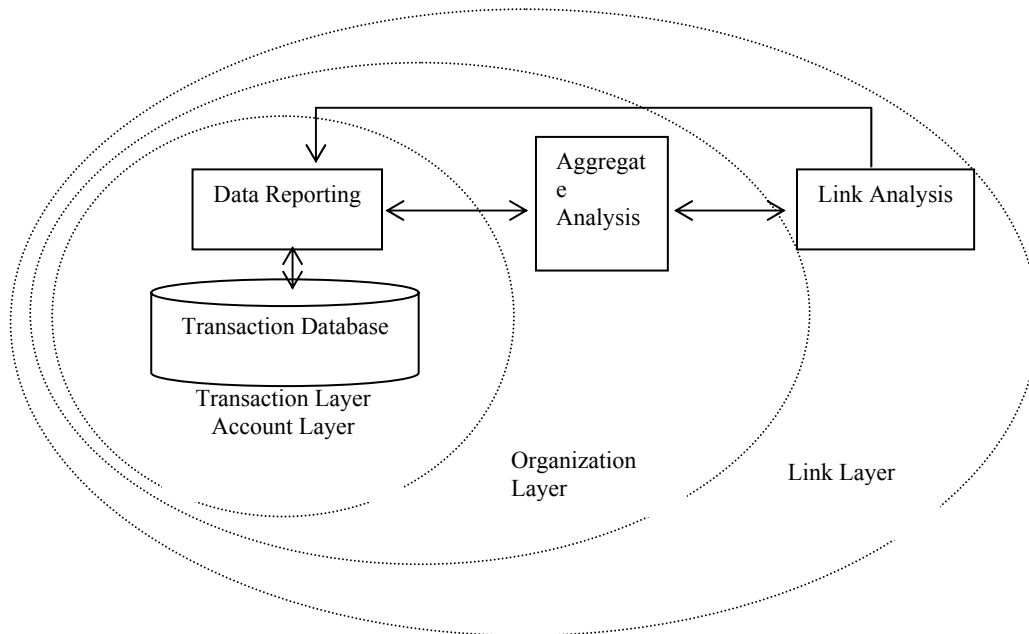 Data Reporting
Aggregat
e
Analysis
Link Analysis
Transaction Database
Transaction Layer
Account Layer
Organization
Layer
Link Layer